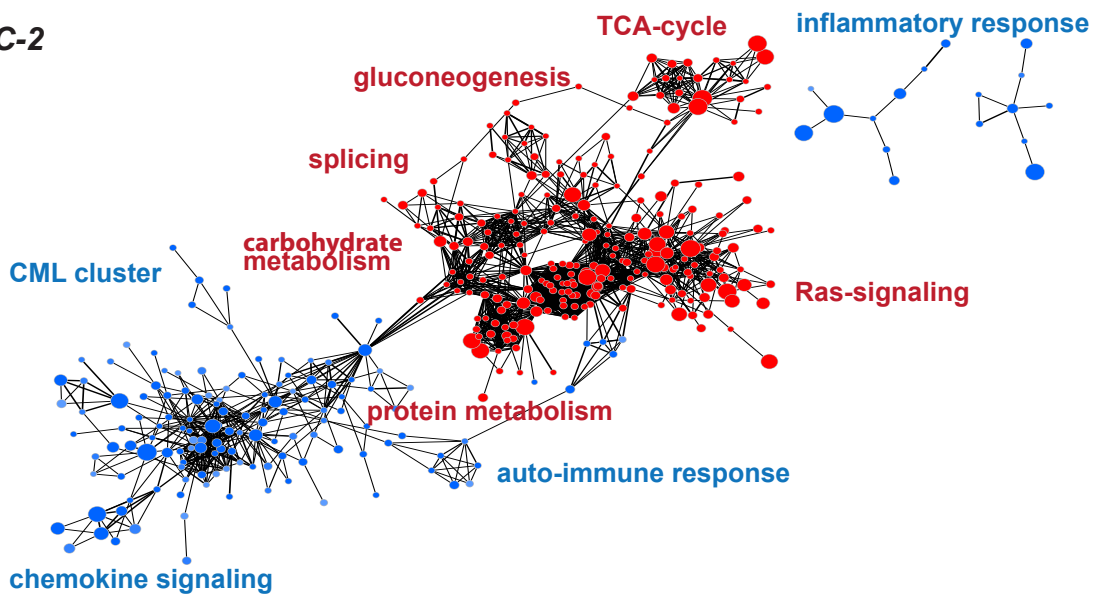 C-2
TCA-cycle
inflammatory response
gluconeogenesis
splicing
carbohydrate
metabolism
CML cluster
Ras-signaling
protein metabolism
auto-immune response
chemokine signaling